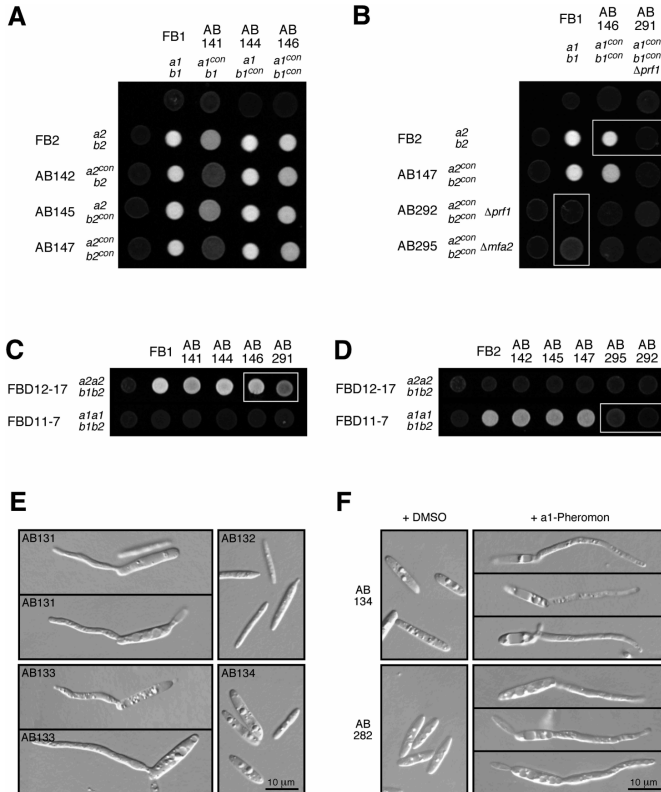 A
FB1 AB 141 AB 144 AB 146
a1 b1 a1con b1 a1 b1con a1con b1con
FB2 a2 b2
AB142 a2con b2
AB145 a2 b2con
AB147 a2con b2con
B
FB1 AB 146 AB 291
a1 b1 a1con b1con a1con b1con Δprf1
FB2 a2 b2
AB147 a2con b2con
AB292 a2con b2con Δprf1
AB295 a2con b2con Δmfa2
C
FB1 AB 141 AB 144 AB 146 AB 291
FBD12-17 a2a2 b1b2
FBD11-7 a1a1 b1b2
D
FB2 AB 142 AB 145 AB 147 AB 295 AB 292
FBD12-17 a2a2 b1b2
FBD11-7 a1a1 b1b2
E
AB131 AB132
AB131
AB133 AB134
AB133
10 μm
F
+ DMSO + a1-Pheromon
AB 134
AB 282
10 μm